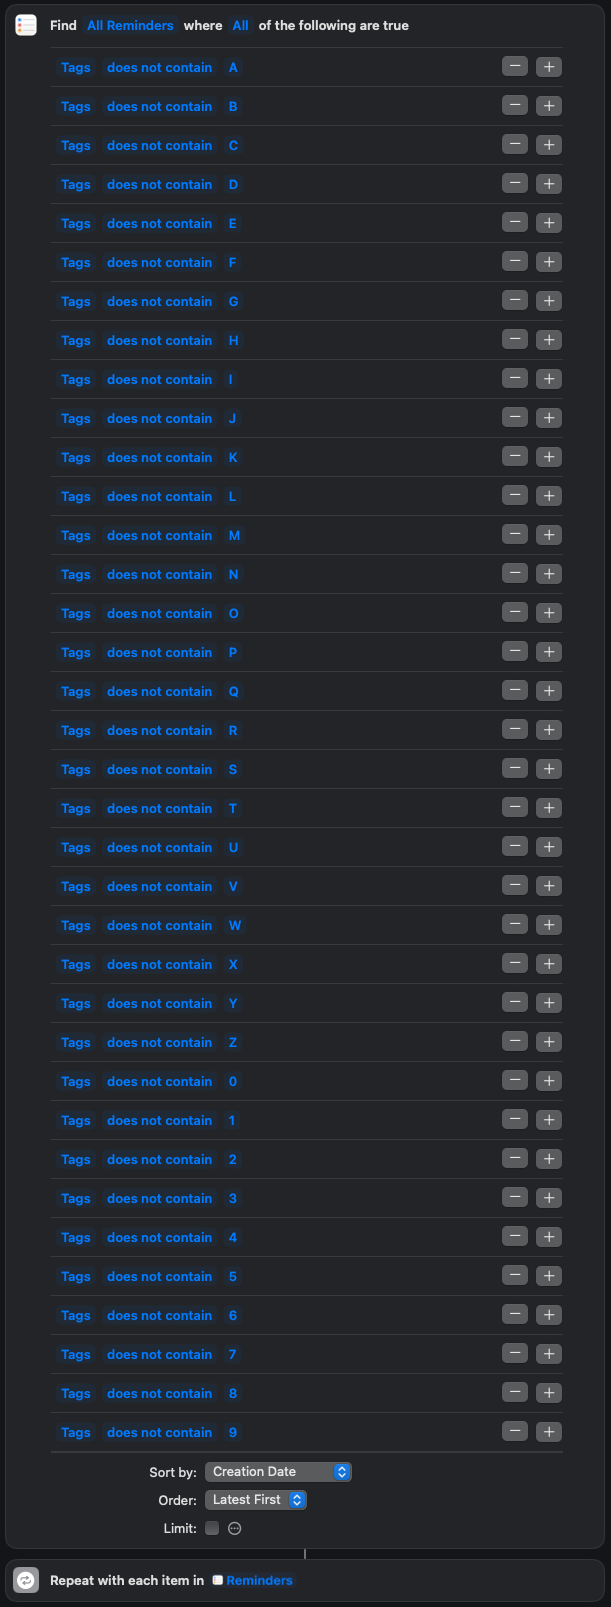 Find All Reminders where All of the following are true
Tags does not contain A
Tags does not contain B
Tags does not contain C
Tags does not contain D
Tags does not contain E
Tags does not contain F
Tags does not contain G
Tags does not contain H
Tags does not contain I
Tags does not contain J
Tags does not contain K
Tags does not contain L
Tags does not contain M
Tags does not contain N
Tags does not contain O
Tags does not contain P
Tags does not contain Q
Tags does not contain R
Tags does not contain S
Tags does not contain T
Tags does not contain U
Tags does not contain V
Tags does not contain W
Tags does not contain X
Tags does not contain Y
Tags does not contain Z
Tags does not contain 0
Tags does not contain 1
Tags does not contain 2
Tags does not contain 3
Tags does not contain 4
Tags does not contain 5
Tags does not contain 6
Tags does not contain 7
Tags does not contain 8
Tags does not contain 9
Sort by: Creation Date
Order: Latest First
Limit:
Repeat with each item in Reminders